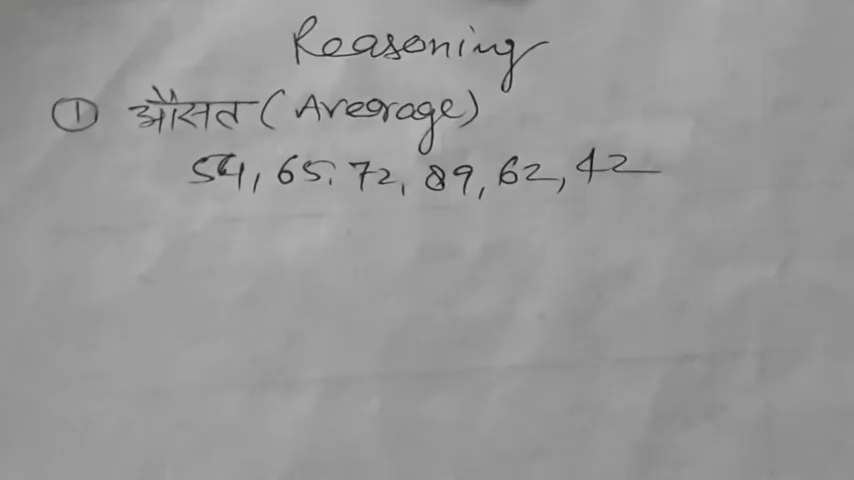 Reasoning
① औसत (Average)
54, 65, 72, 89, 62, 42